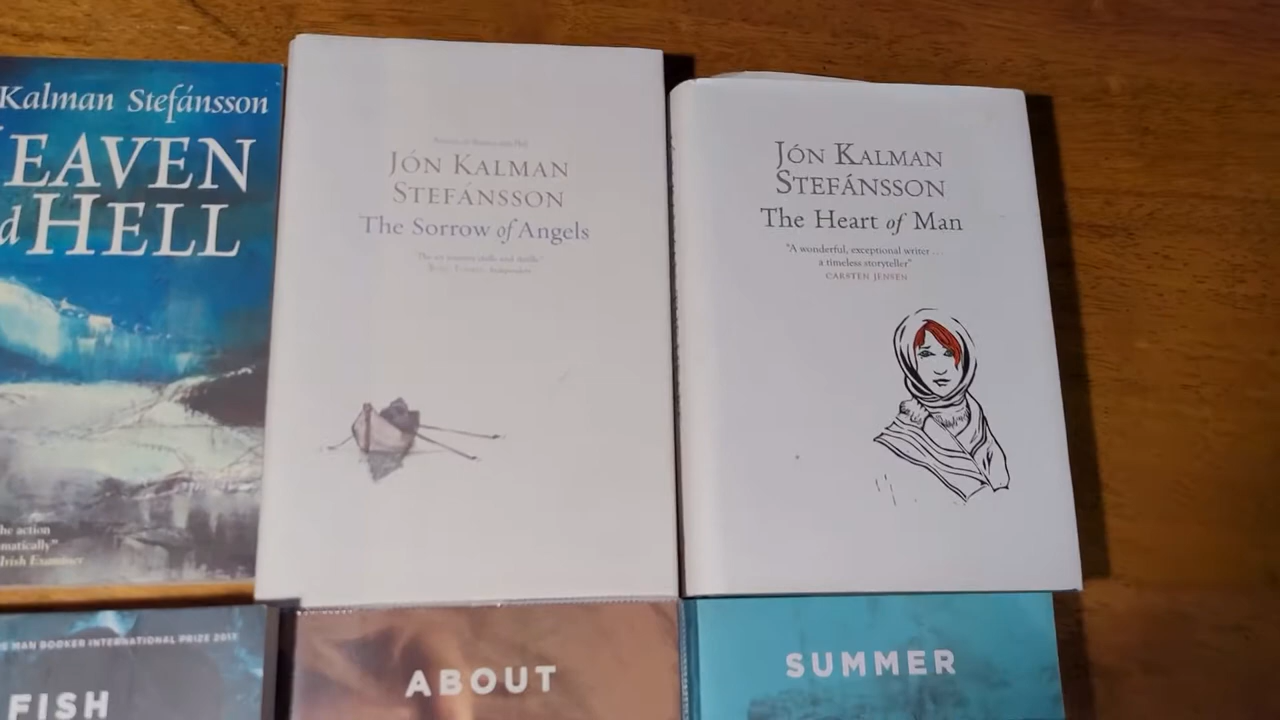 Kalman Stefánsson
EAVEN
d HELL
he action
matically"
Irish Examiner
JÓN KALMAN
STEFÁNSSON
The Sorrow of Angels
JÓN KALMAN
STEFÁNSSON
The Heart of Man
"A wonderful, exceptional writer...
a timeless storyteller"
CARSTEN JENSEN
MAN BOOKER INTERNATIONAL PRIZE 2017
FISH
ABOUT
SUMMER